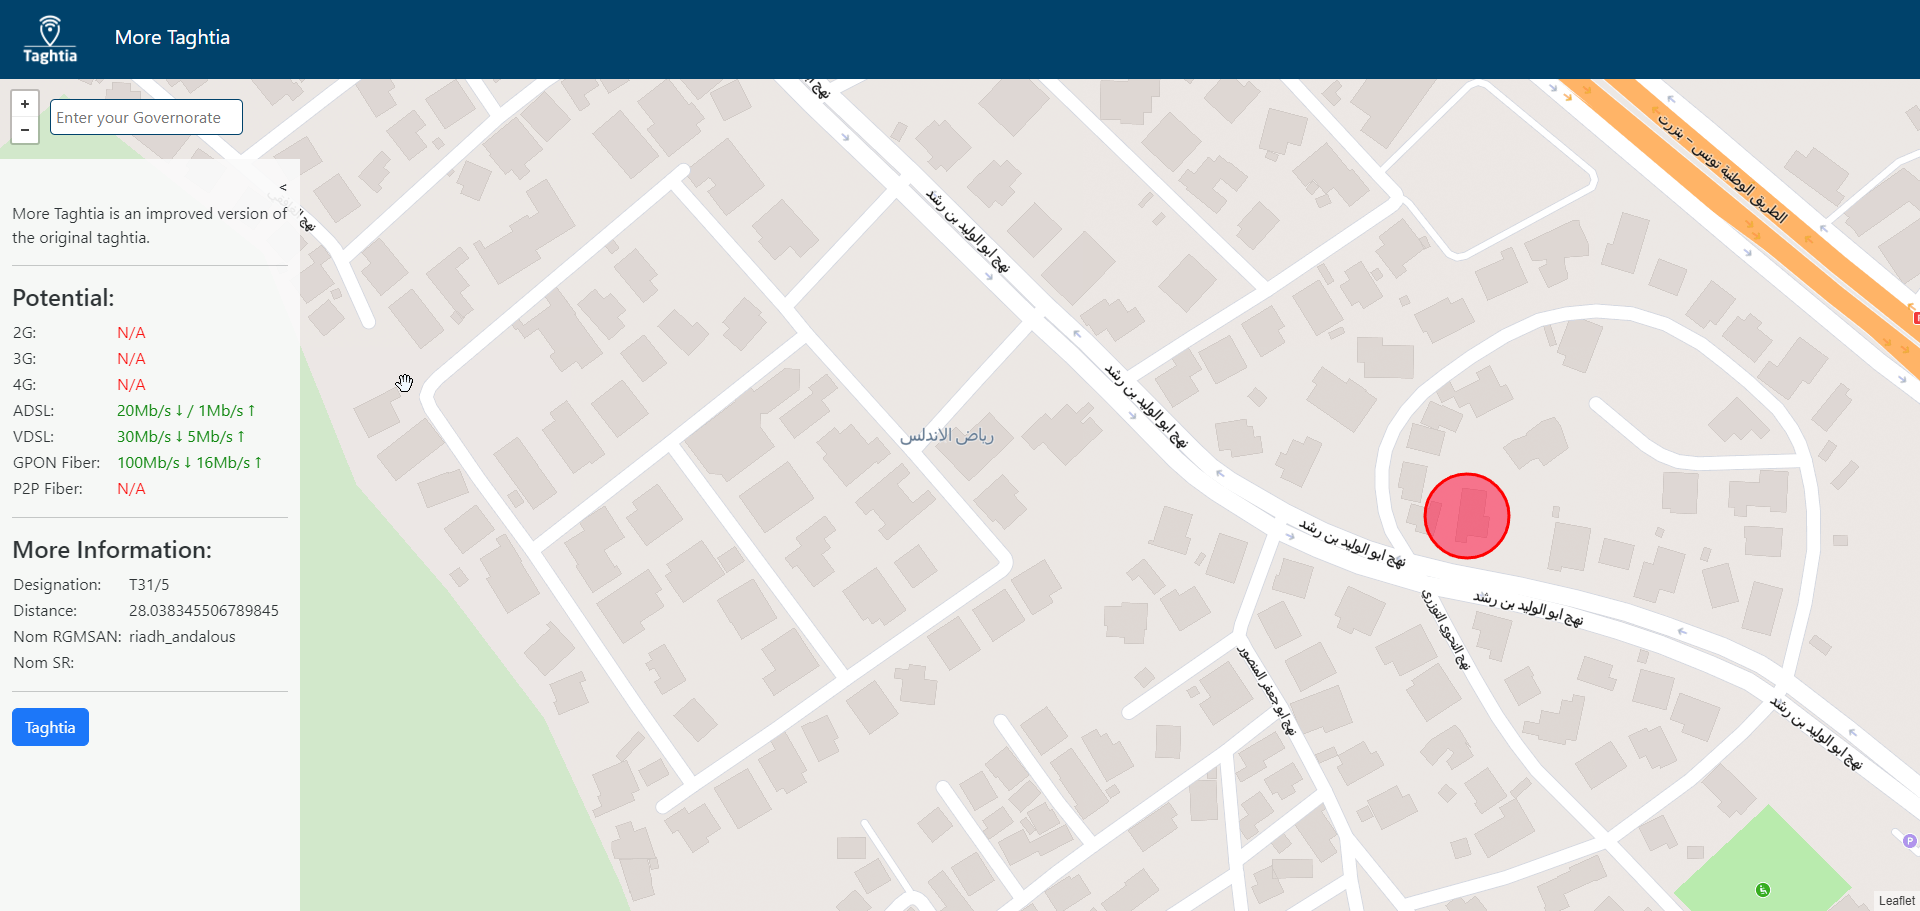 Taghtia
More Taghtia
+
−
Enter your Governorate
<
More Taghtia is an improved version of
the original taghtia.
Potential:
2G: N/A
3G: N/A
4G: N/A
ADSL: 20Mb/s ↓ / 1Mb/s ↑
VDSL: 30Mb/s ↓ 5Mb/s ↑
GPON Fiber: 100Mb/s ↓ 16Mb/s ↑
P2P Fiber: N/A
More Information:
Designation: T31/5
Distance: 28.038345506789845
Nom RGMSAN: riadh_andalous
Nom SR:
Taghtia
الطريق الوطنية تونس - بنزرت
نهج ابو الوليد بن رشد
نهج ابو الوليد بن رشد
رياض الاندلس
نهج ابو الوليد بن رشد
نهج ابو الوليد بن رشد
نهج النحوي التوزري
نهج ابو جعفر المنصور
نهج ابو الوليد بن رشد
P
Leaflet